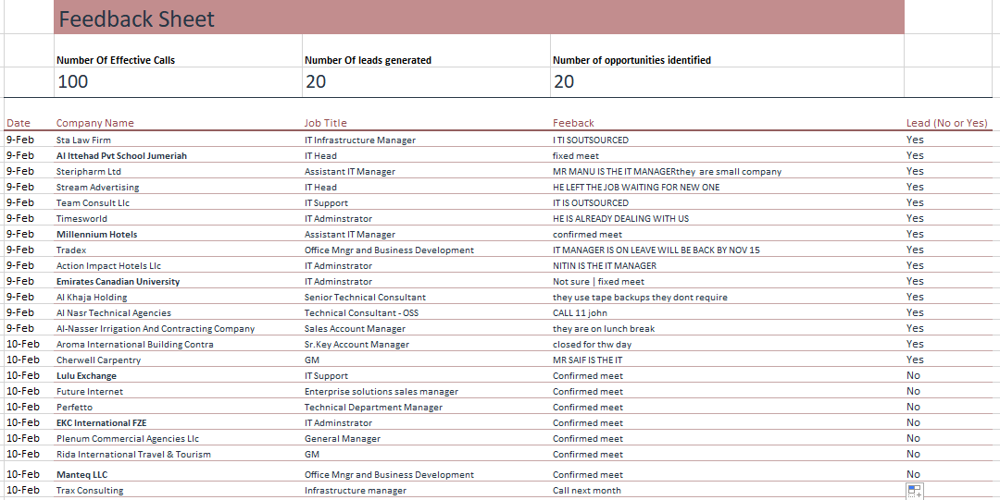 Feedback Sheet
Number Of Effective Calls Number Of leads generated Number of opportunities identified
100 20 20
Date Company Name Job Title Feeback Lead (No or Yes)
9-Feb Sta Law Firm IT Infrastructure Manager I TI SOUTSOURCED Yes
9-Feb Al Ittehad Pvt School Jumeriah IT Head fixed meet Yes
9-Feb Steripharm Ltd Assistant IT Manager MR MANU IS THE IT MANAGERthey are small company Yes
9-Feb Stream Advertising IT Head HE LEFT THE JOB WAITING FOR NEW ONE Yes
9-Feb Team Consult Llc IT Support IT IS OUTSOURCED Yes
9-Feb Timesworld IT Adminstrator HE IS ALREADY DEALING WITH US Yes
9-Feb Millennium Hotels Assistant IT Manager confirmed meet Yes
9-Feb Tradex Office Mngr and Business Development IT MANAGER IS ON LEAVE WILL BE BACK BY NOV 15 Yes
9-Feb Action Impact Hotels Llc IT Adminstrator NITIN IS THE IT MANAGER Yes
9-Feb Emirates Canadian University IT Adminstrator Not sure | fixed meet Yes
9-Feb Al Khaja Holding Senior Technical Consultant they use tape backups they dont require Yes
9-Feb Al Nasr Technical Agencies Technical Consultant - OSS CALL 11 john Yes
9-Feb Al-Nasser Irrigation And Contracting Company Sales Account Manager they are on lunch break Yes
10-Feb Aroma International Building Contra Sr.Key Account Manager closed for thw day Yes
10-Feb Cherwell Carpentry GM MR SAIF IS THE IT Yes
10-Feb Lulu Exchange IT Support Confirmed meet No
10-Feb Future Internet Enterprise solutions sales manager Confirmed meet No
10-Feb Perfetto Technical Department Manager Confirmed meet No
10-Feb EKC International FZE IT Adminstrator Confirmed meet No
10-Feb Plenum Commercial Agencies Llc General Manager Confirmed meet No
10-Feb Rida International Travel & Tourism GM Confirmed meet No
10-Feb Manteq LLC Office Mngr and Business Development Confirmed meet No
10-Feb Trax Consulting Infrastructure manager Call next month